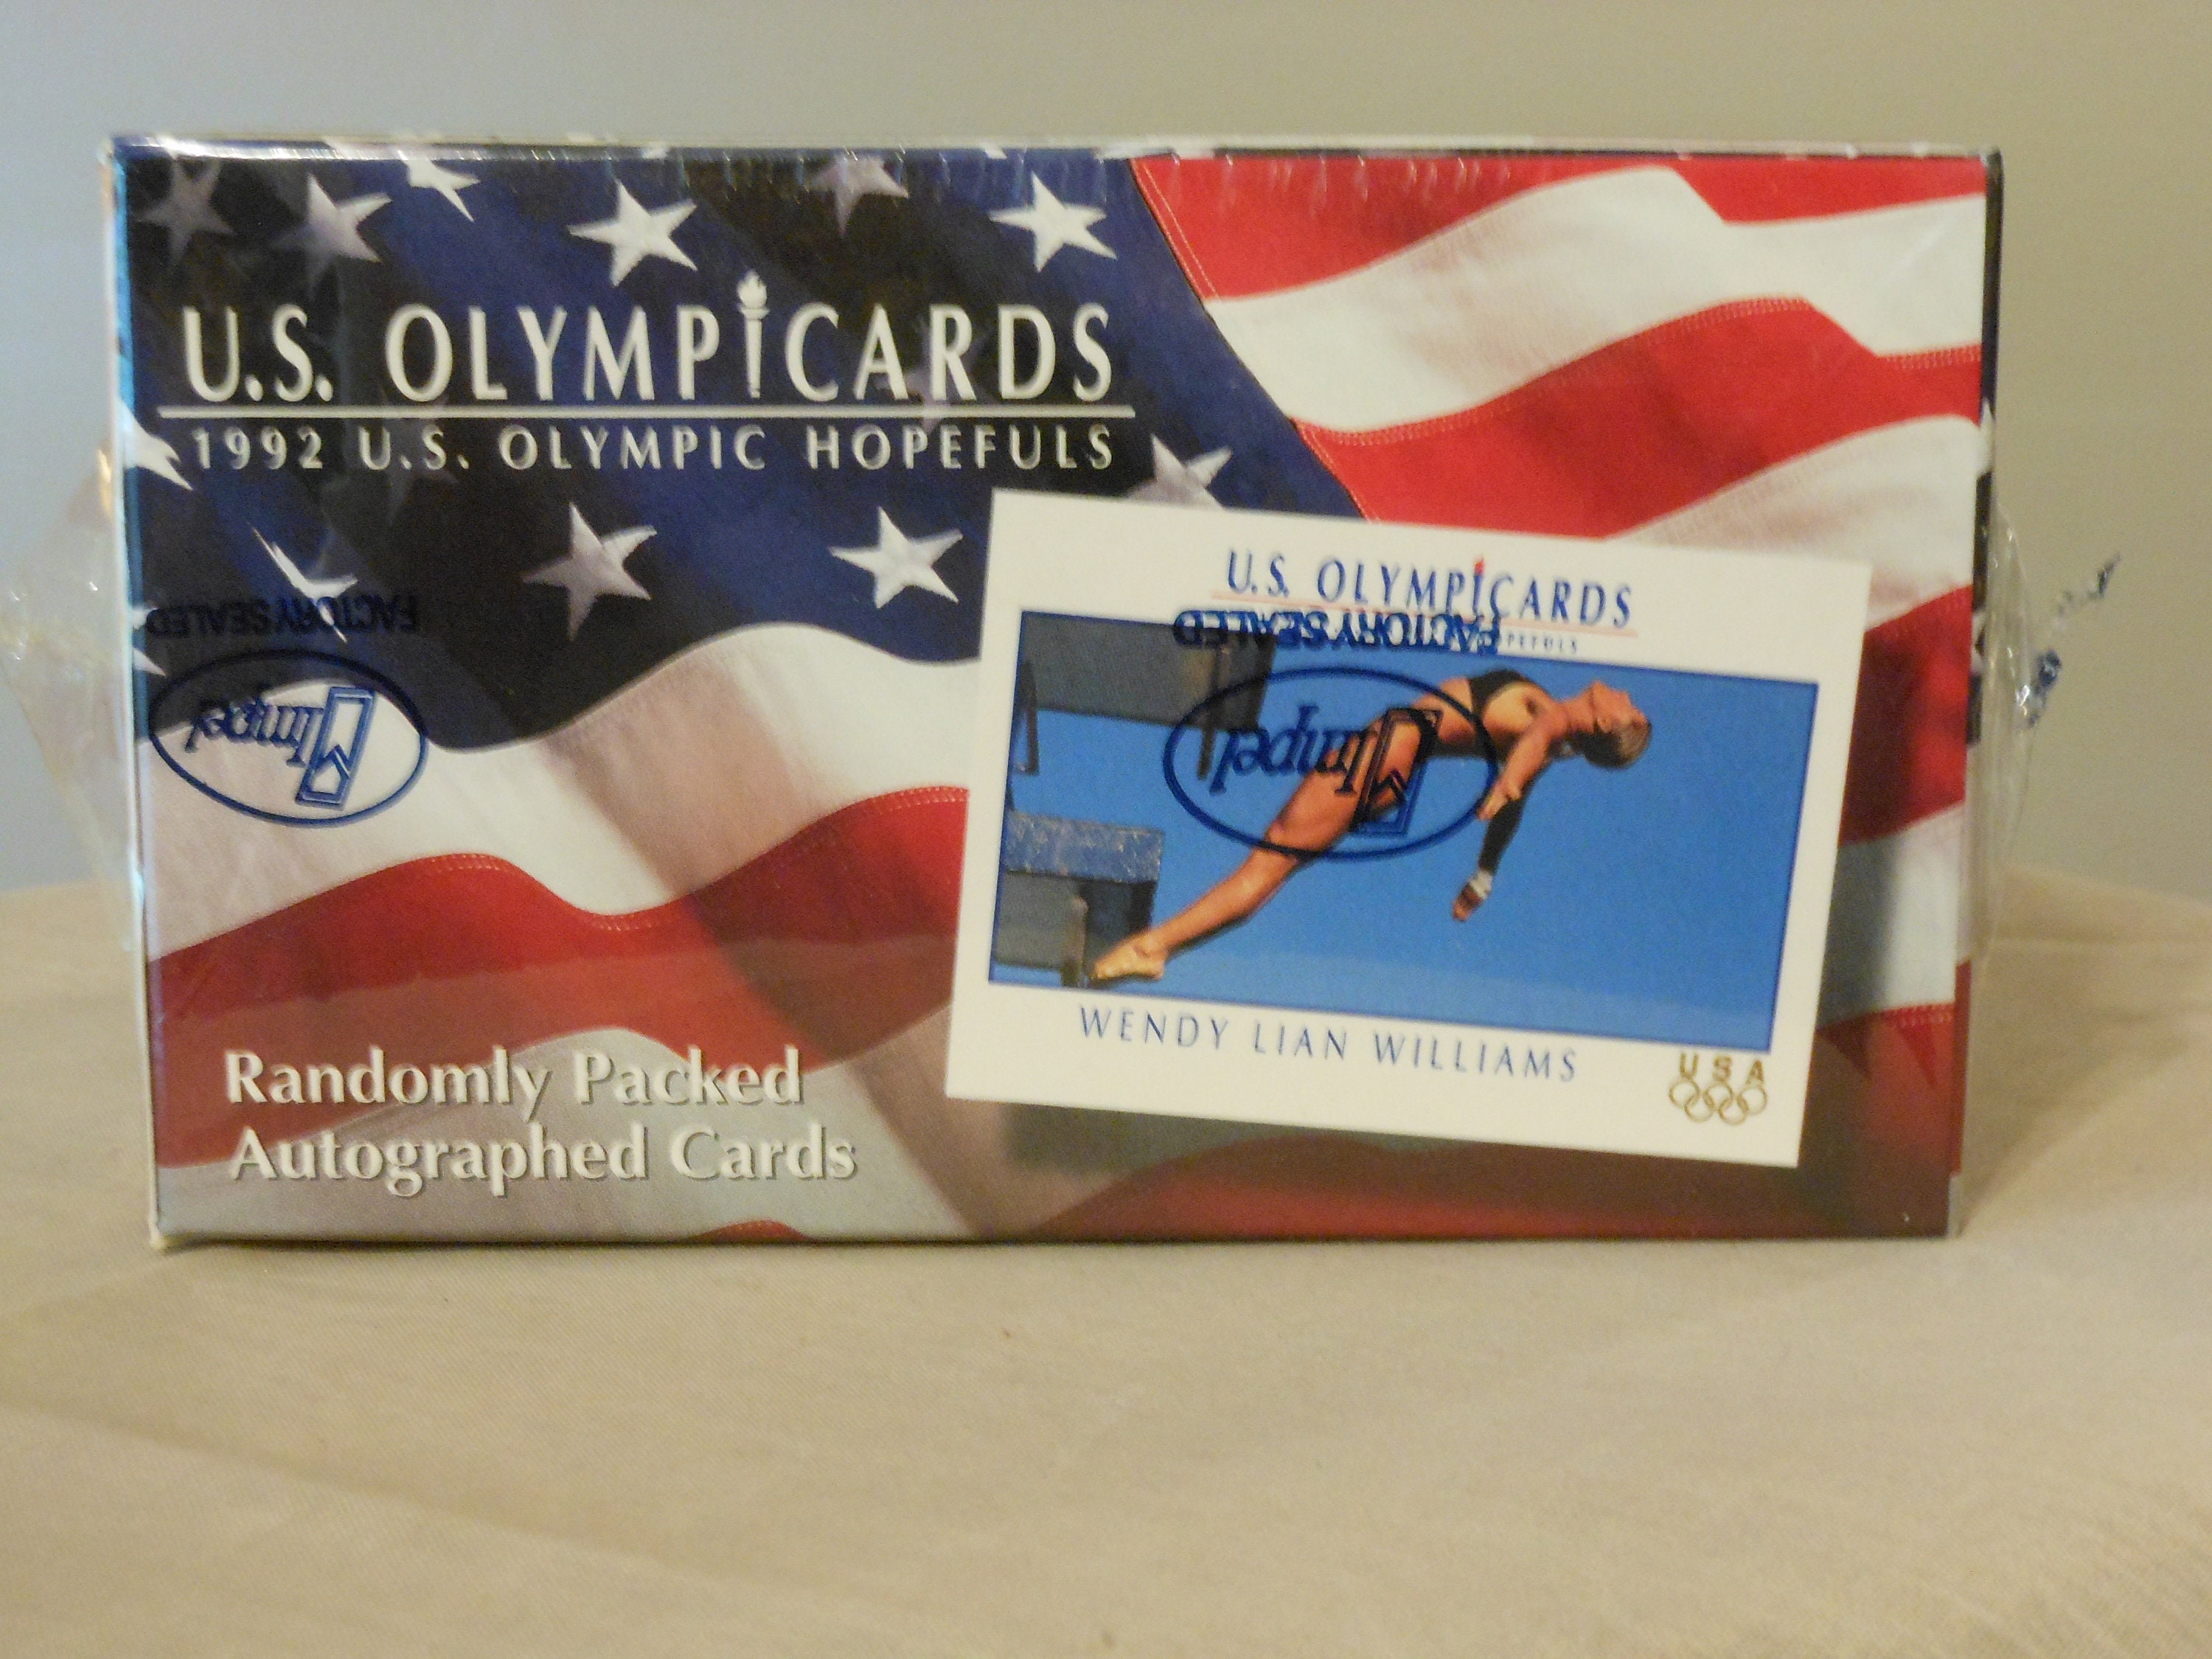 U.S. OLYMPICARDS
1992 U.S. OLYMPIC HOPEFULS
FACTORY SEALED
Impel
U.S. OLYMPICARDS
FACTORY SEALED
Impel
WENDY LIAN WILLIAMS
USA
Randomly Packed
Autographed Cards